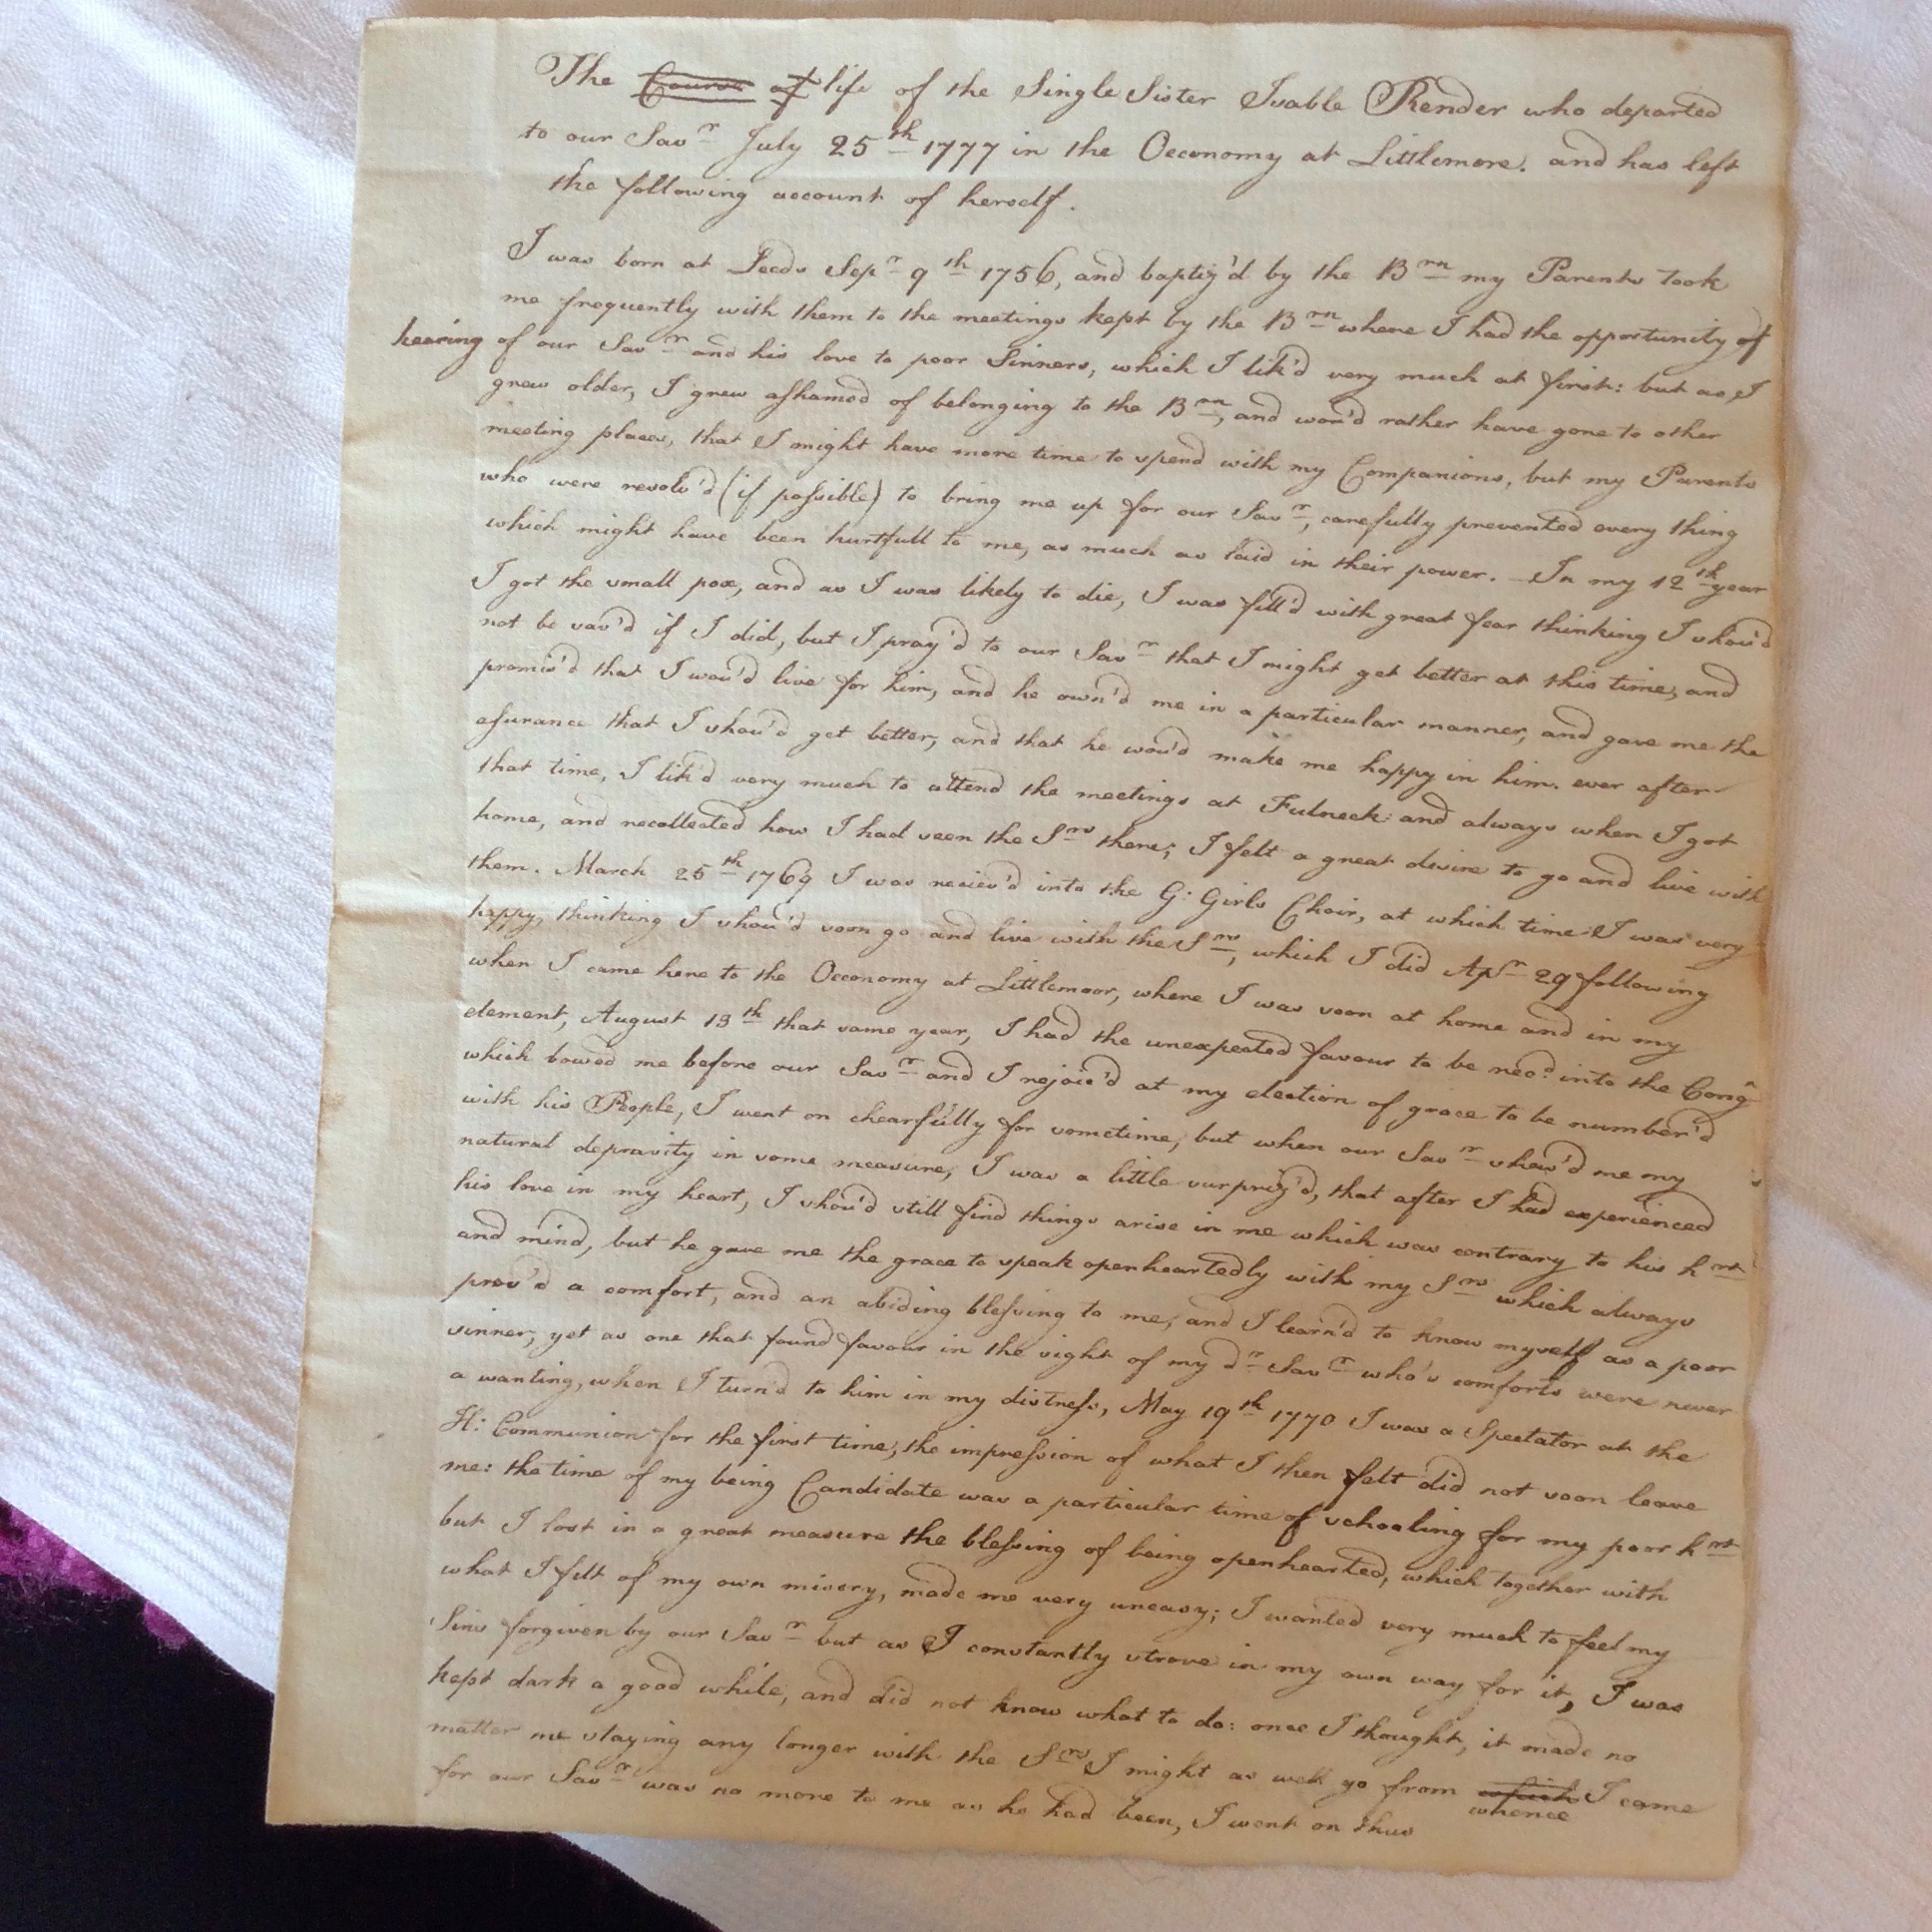 The Course of life of the Single Sister Isable Render who departed
to our Savr July 25th 1777 in the Oeconomy at Littlemore. and has left
the following account of herself.
I was born at Leeds Sepr 9th 1756, and baptiz'd by the Brn my Parents took
me frequently with them to the meetings kept by the Brn where I had the opportunity of
hearing of our Savr and his love to poor Sinners, which I lik'd very much at first: but as I
grew older, I grew ashamed of belonging to the Brn, and wou'd rather have gone to other
meeting places, that I might have more time to spend with my Companions, but my Parents
who were resolv'd (if possible) to bring me up for our Savr, carefully prevented every thing
which might have been hurtfull to me, as much as laid in their power. – In my 12th year
I got the small pox, and as I was likely to die, I was fill'd with great fear thinking I shou'd
not be sav'd if I did, but I pray'd to our Savr that I might get better at this time, and
promis'd that I wou'd live for him, and he own'd me in a particular manner, and gave me the
assurance that I shou'd get better, and that he wou'd make me happy in him. ever after
that time, I lik'd very much to attend the meetings at Fulneck: and always when I got
home, and recollected how I had seen the Srs there; I felt a great desire to go and live with
them. March 25th 1769 I was reciev'd into the G: Girls Choir, at which time I was very
happy, thinking I shou'd soon go and live with the Srs, which I did Apr 29 following
when I came here to the Oeconomy at Littlemoor, where I was soon at home and in my
element, August 13th that same year, I had the unexpected favour to be recd into the Cong
which bowed me before our Savr and I rejoic'd at my election of grace to be number'd
with his People, I went on chearfully for sometime, but when our Savr shew'd me my
natural depravity in some measure, I was a little surpriz'd, that after I had experienced
his love in my heart, I shou'd still find things arise in me which was contrary to his hrt
and mind, but he gave me the grace to speak openheartedly with my Srs which always
prov'd a comfort, and an abiding blessing to me, and I learn'd to know myself as a poor
sinner, yet as one that found favour in the sight of my dr Savr who's comforts were never
a wanting, when I turn'd to him in my distress, May 19th 1770 I was a Spectator at the
H: Communion for the first time, the impression of what I then felt did not soon leave
me: the time of my being Candidate was a particular time of schooling for my poor hrt
but I lost in a great measure the blessing of being openhearted, which together with
what I felt of my own misery, made me very uneasy; I wanted very much to feel my
Sins forgiven by our Savr but as I constantly strove in my own way for it, I was
kept dark a good while, and did not know what to do: once I thought, it made no
matter me staying any longer with the Srs I might as well go from which I came
whence
for our Savr was no more to me as he had been, I went on thus